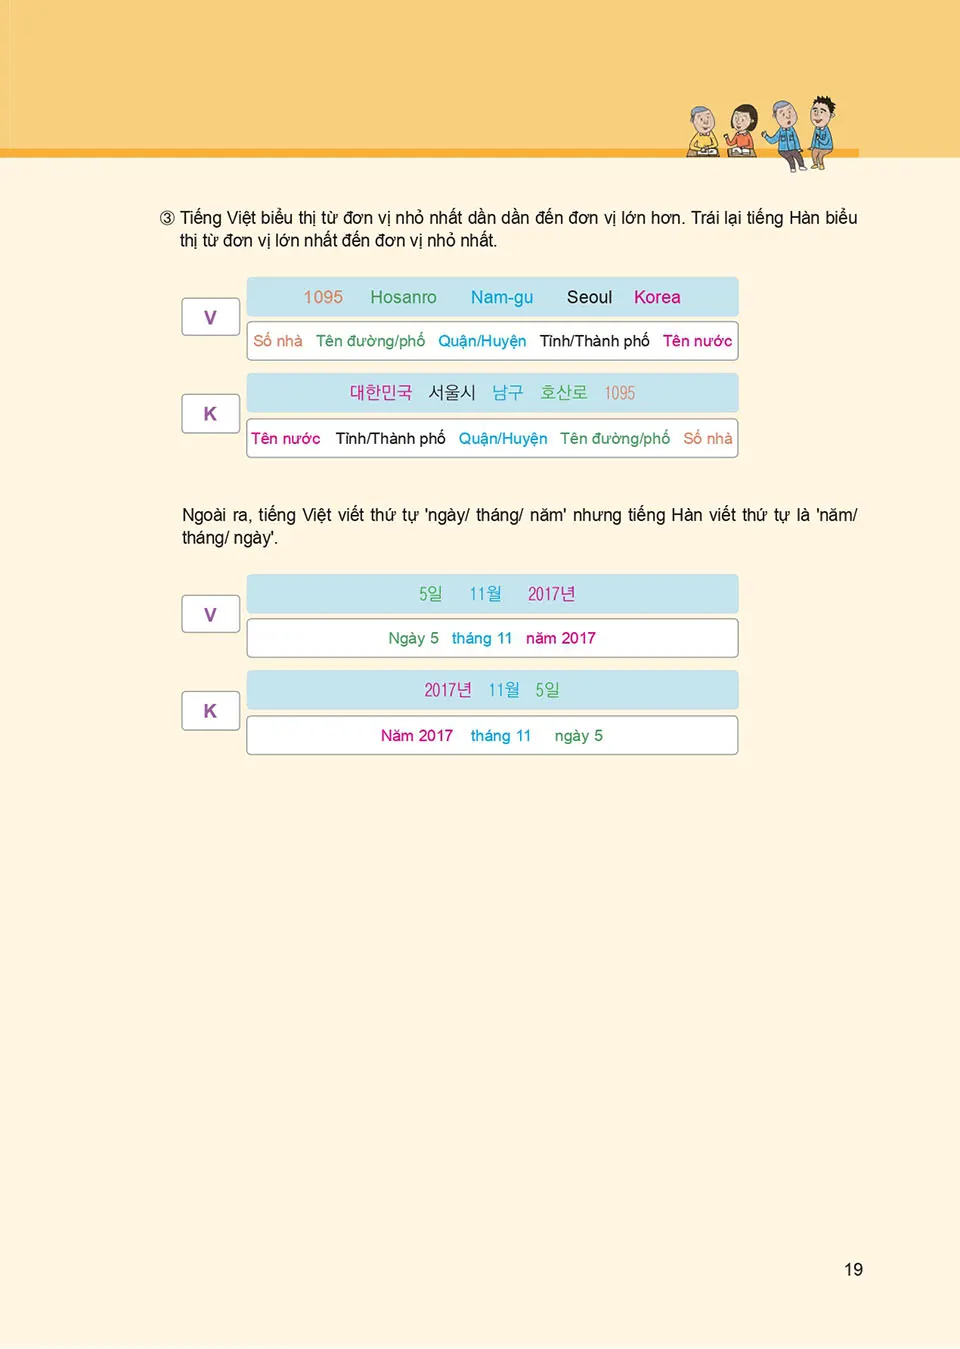 ③ Tiếng Việt biểu thị từ đơn vị nhỏ nhất dần dần đến đơn vị lớn hơn. Trái lại tiếng Hàn biểu
thị từ đơn vị lớn nhất đến đơn vị nhỏ nhất.
V
1095 Hosanro Nam-gu Seoul Korea
Số nhà Tên đường/phố Quận/Huyện Tỉnh/Thành phố Tên nước
K
대한민국 서울시 남구 호산로 1095
Tên nước Tỉnh/Thành phố Quận/Huyện Tên đường/phố Số nhà
Ngoài ra, tiếng Việt viết thứ tự 'ngày/ tháng/ năm' nhưng tiếng Hàn viết thứ tự là 'năm/
tháng/ ngày'.
V
5일 11월 2017년
Ngày 5 tháng 11 năm 2017
K
2017년 11월 5일
Năm 2017 tháng 11 ngày 5
19